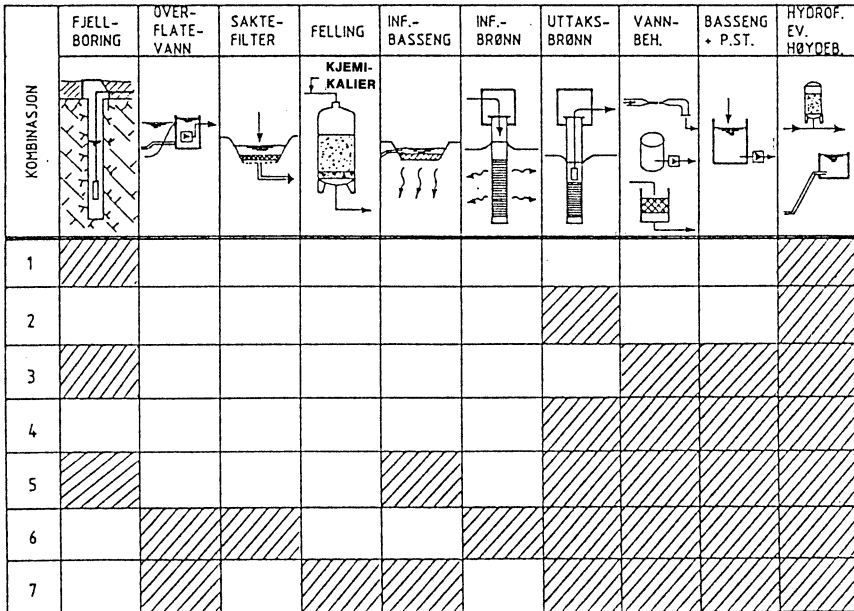 KOMBINASJON
FJELL-
BORING
OVER-
FLATE-
VANN
SAKTE-
FILTER
FELLING
INF.-
BASSENG
INF.-
BRØNN
UTTAKS-
BRØNN
VANN-
BEH.
BASSENG
+ P.ST.
HYDROF.
EV.
HØYDEB.
KJEMI-
KALIER
1
2
3
4
5
6
7